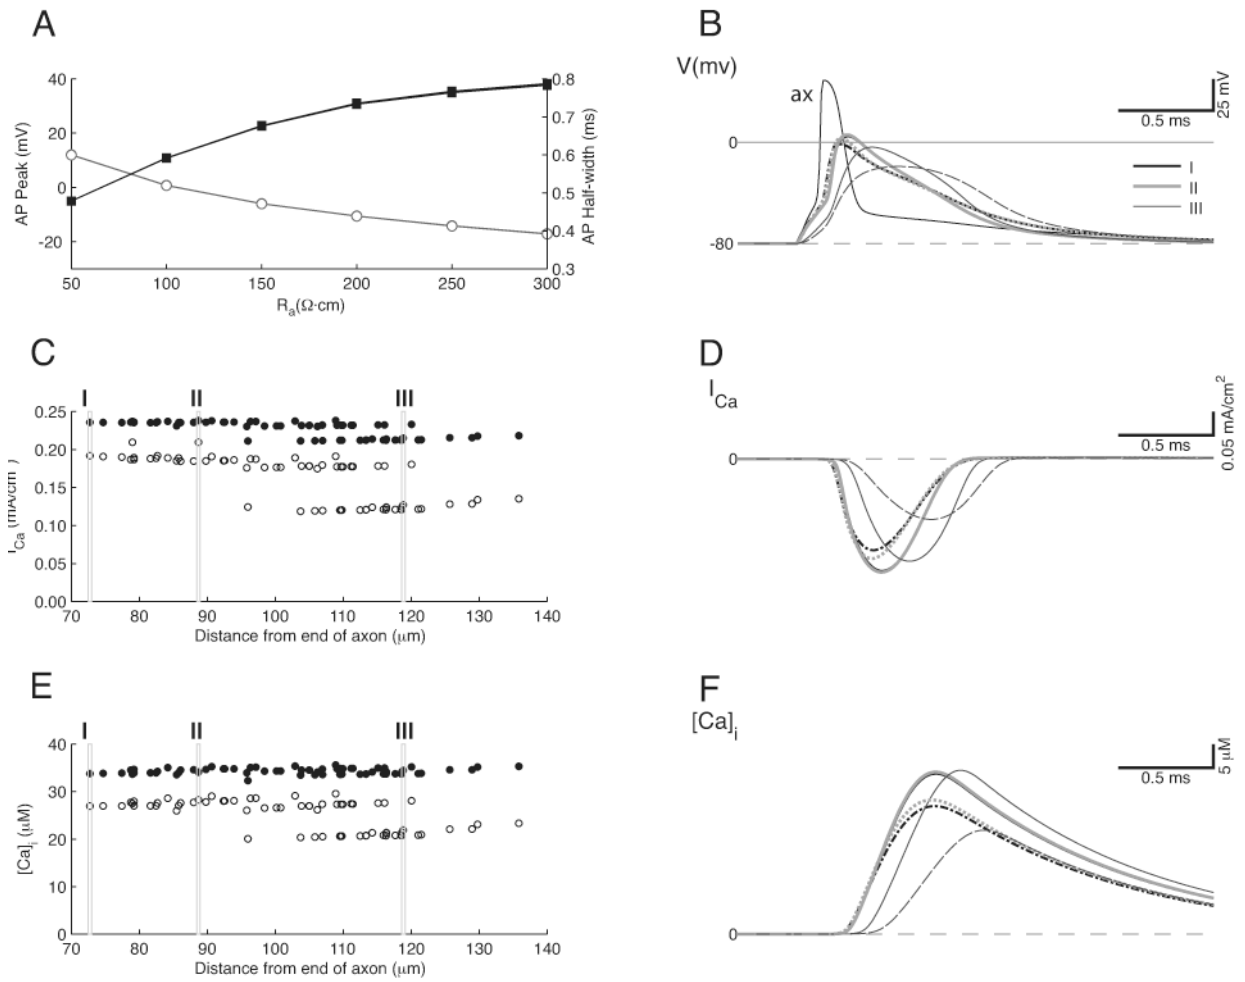 A
40
20
0
-20
AP Peak (mV)
0.8
0.7
0.6
0.5
0.4
0.3
AP Half-width (ms)
50
100
150
200
250
300
Ra(Ω·cm)
B
V(mv)
ax
0
-80
25 mV
0.5 ms
I
II
III
C
I
II
III
0.25
0.20
0.15
0.10
0.05
0.00
ICa (mA/cm
70
80
90
100
110
120
130
140
Distance from end of axon (μm)
D
ICa
0
0.05 mA/cm2
0.5 ms
E
I
II
III
40
30
20
10
0
[Ca]i (μM)
70
80
90
100
110
120
130
140
Distance from end of axon (μm)
F
[Ca]i
0
5 μM
0.5 ms